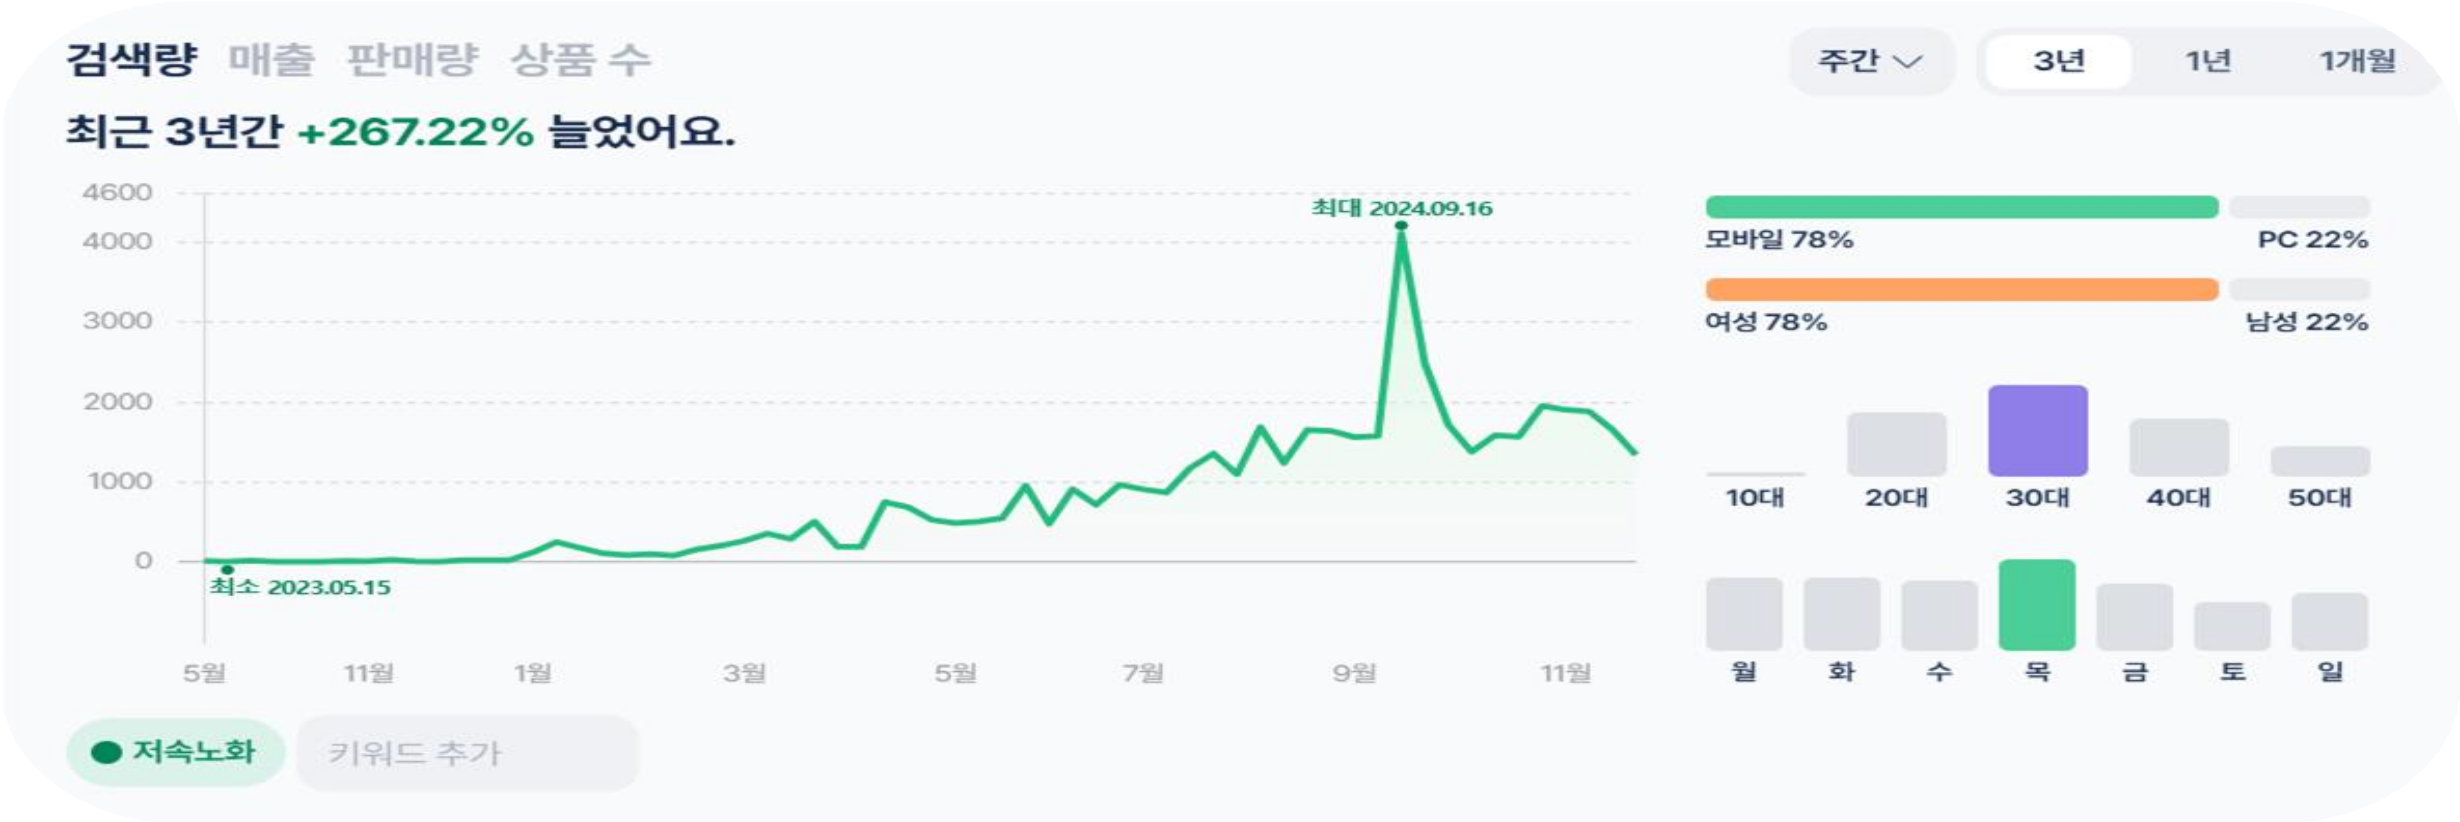 검색량 매출 판매량 상품 수
주간 3년 1년 1개월
최근 3년간 +267.22% 늘었어요.
4600
4000
3000
2000
1000
0
최대 2024.09.16
최소 2023.05.15
5월 11월 1월 3월 5월 7월 9월 11월
모바일 78% PC 22%
여성 78% 남성 22%
10대 20대 30대 40대 50대
월 화 수 목 금 토 일
저속노화 키워드 추가